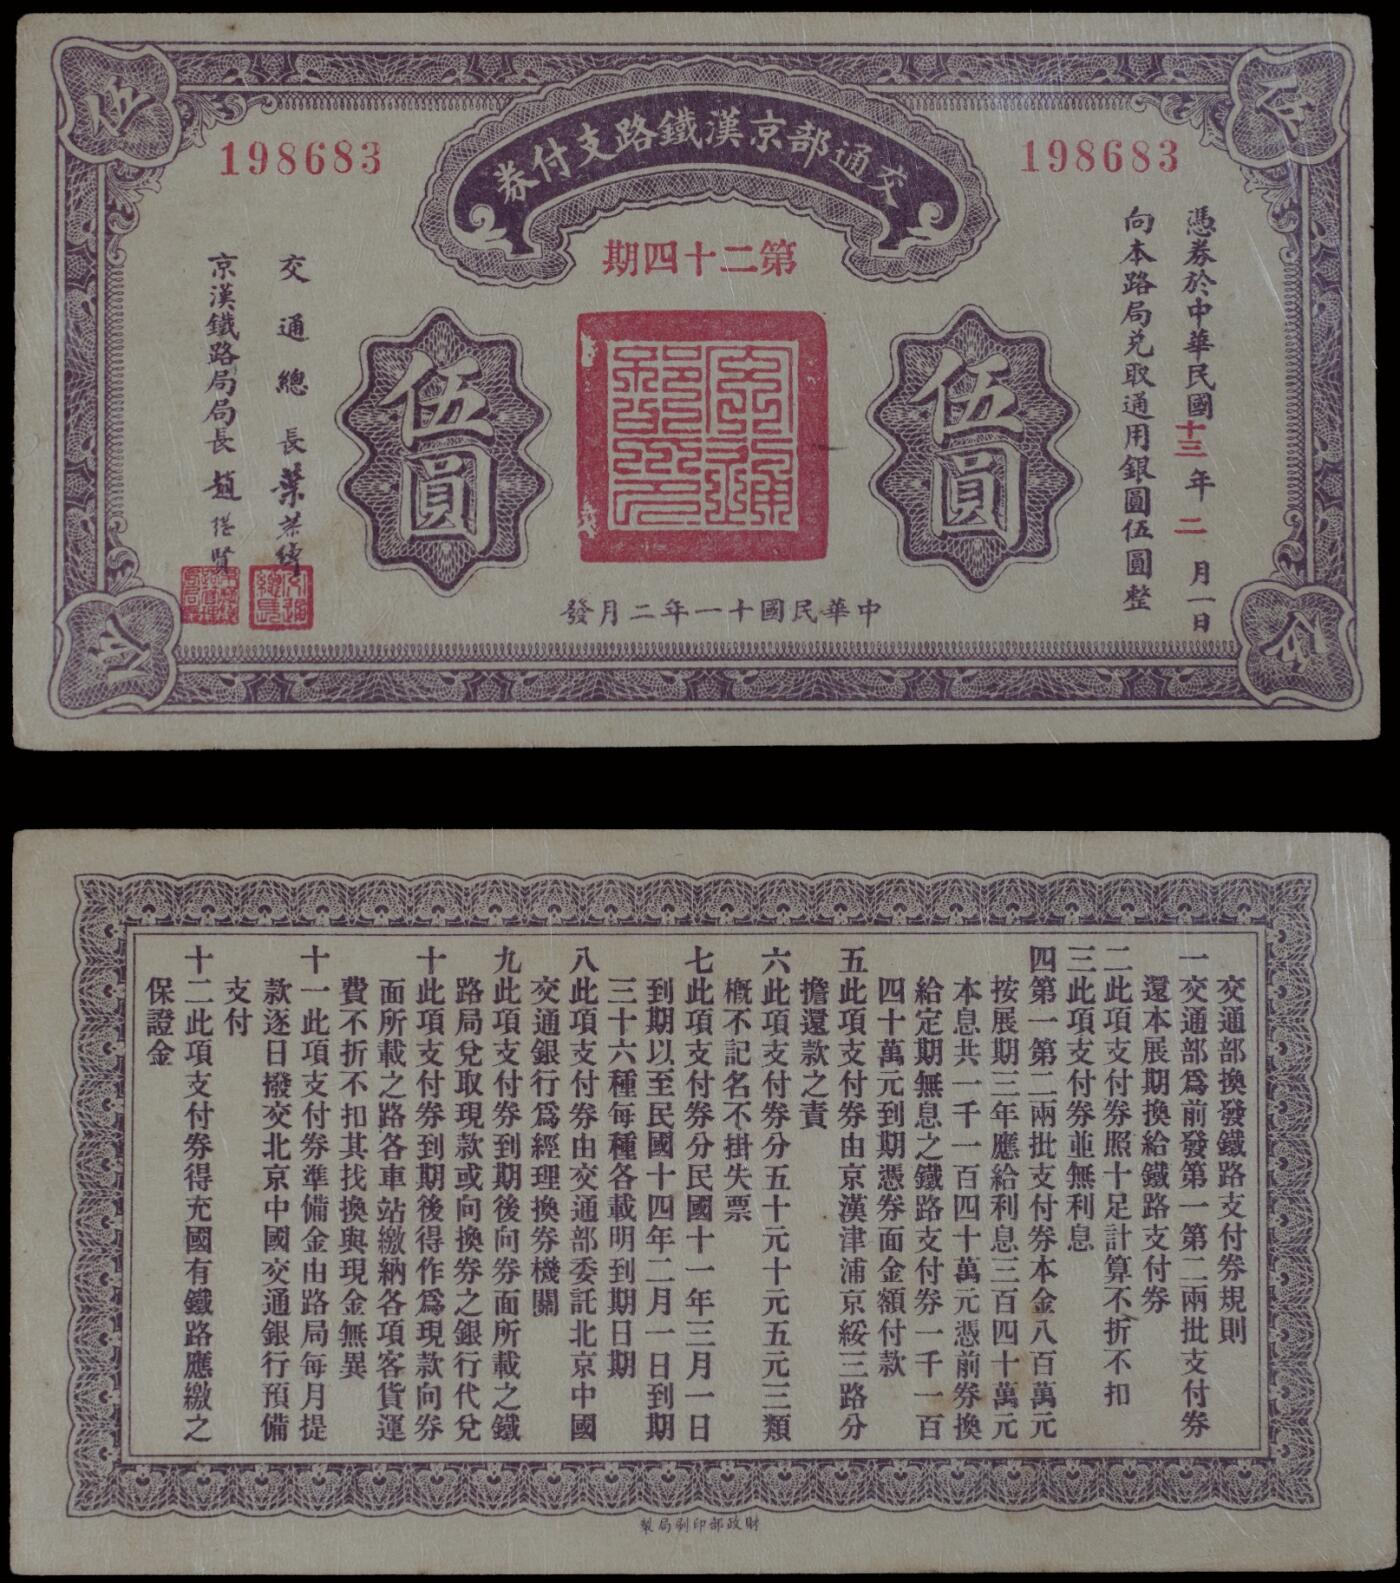 交通部京漢鐵路支付券
198683
198683
第二十四期
憑券於中華民國十三年二月一日
向本路局兌取通用銀圓伍圓整
伍圓
伍圓
交通部印
交通總長葉恭綽
京漢鐵路局局長趙繼賢
中華民國十一年二月發
伍
伍
交通部換發鐵路支付券規則
一交通部爲前發第一第二兩批支付券
還本展期換給鐵路支付券
二此項支付券照十足計算不折不扣
三此項支付券並無利息
四第一第二兩批支付券本金八百萬元
按展期三年應給利息三百四十萬元
本息共一千一百四十萬元憑前券換
給定期無息之鐵路支付券一千一百
四十萬元到期憑券面金額付款
五此項支付券由京漢津浦京綏三路分
擔還款之責
六此項支付券分五十元十元五元三類
槪不記名不掛失票
七此項支付券分民國十一年三月一日
到期以至民國十四年二月一日到期
三十六種每種各載明到期日期
八此項支付券由交通部委託北京中國
交通銀行爲經理換券機關
九此項支付券到期後向券面所載之鐵
路局兌取現款或向換券之銀行代兌
十此項支付券到期後得作爲現款向券
面所載之路各車站繳納各項客貨運
費不折不扣其找換與現金無異
十一此項支付券準備金由路局每月提
款逐日撥交北京中國交通銀行預備
支付
十二此項支付券得充國有鐵路應繳之
保證金
財政部印刷局製